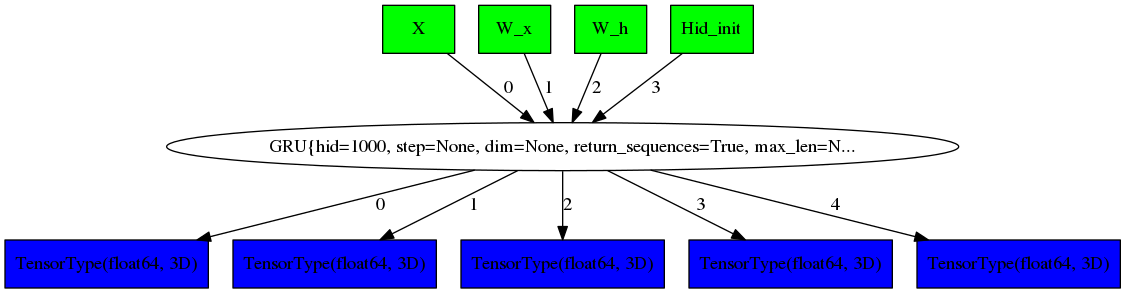 X
W_x
W_h
Hid_init
0
1
2
3
GRU{hid=1000, step=None, dim=None, return_sequences=True, max_len=N...
0
1
2
3
4
TensorType(float64, 3D)
TensorType(float64, 3D)
TensorType(float64, 3D)
TensorType(float64, 3D)
TensorType(float64, 3D)